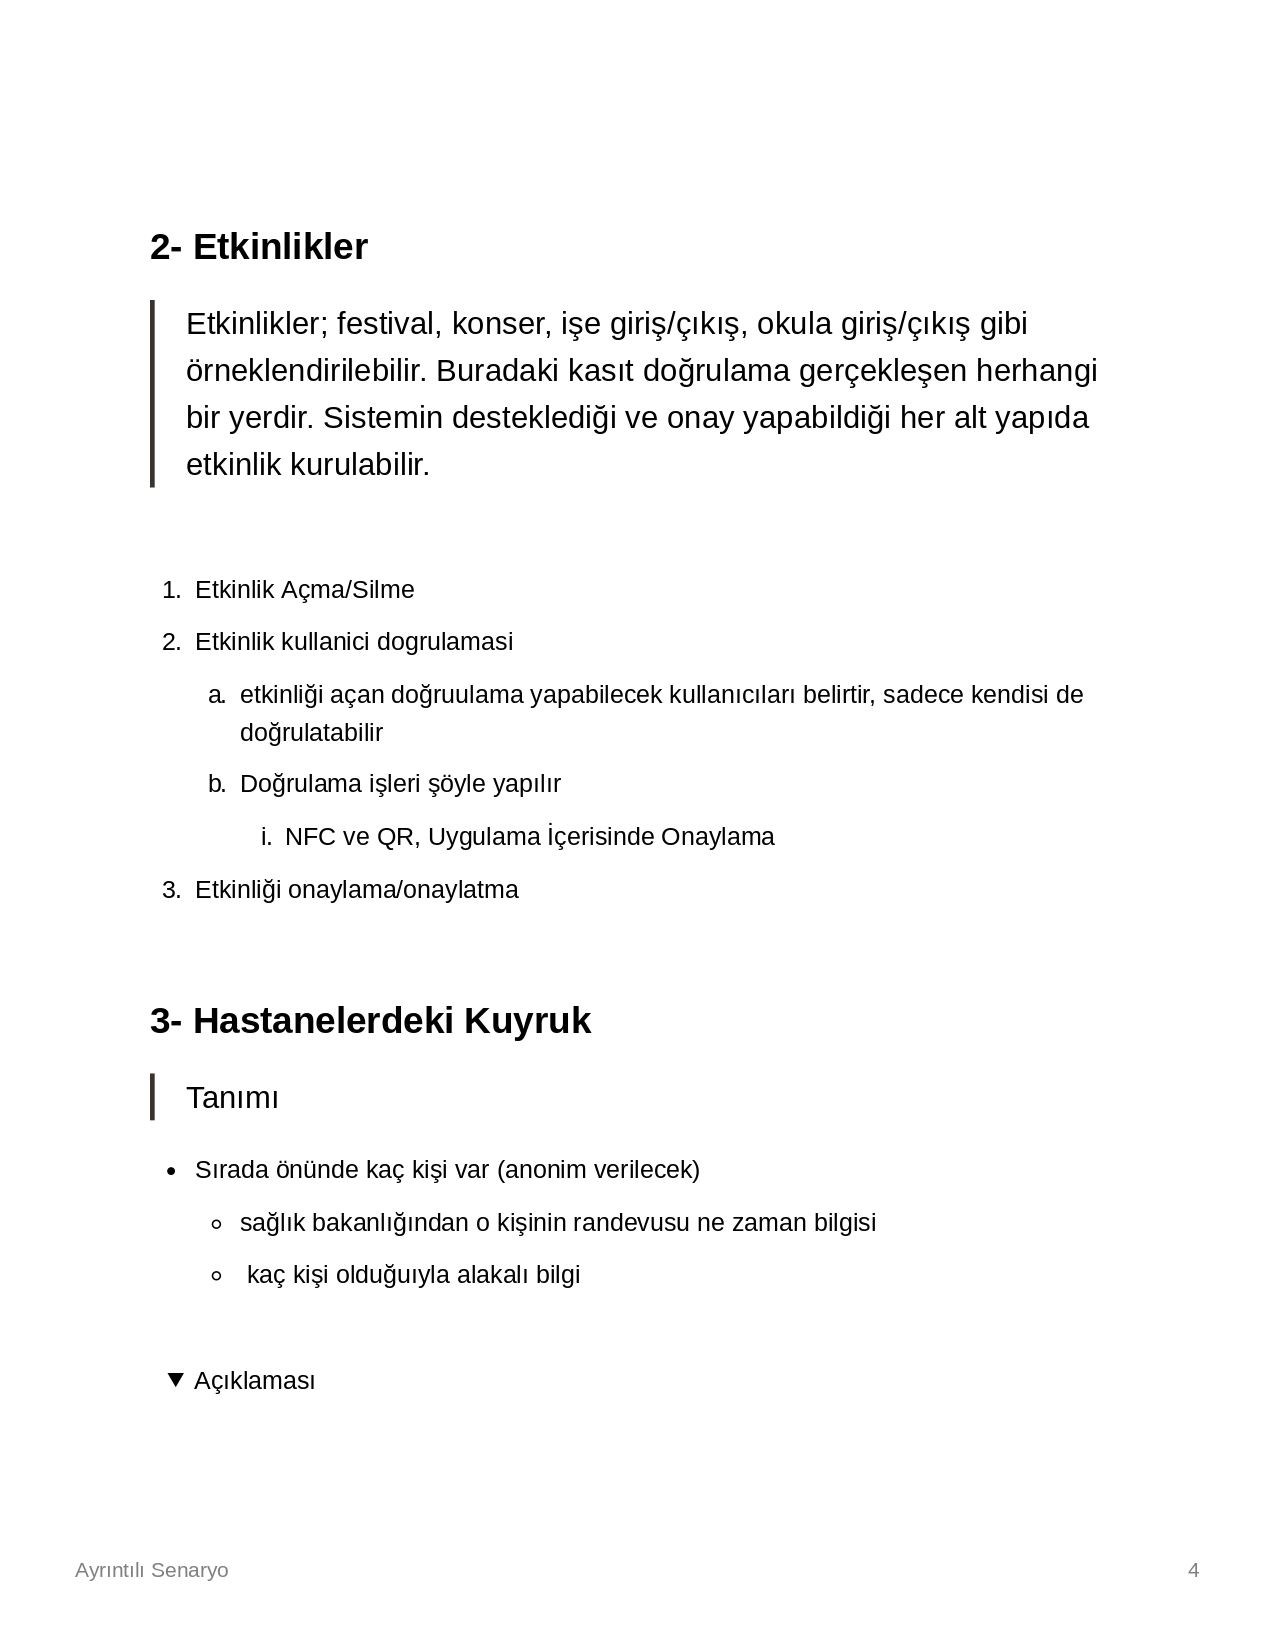 2- Etkinlikler
Etkinlikler; festival, konser, işe giriş/çıkış, okula giriş/çıkış gibi
örneklendirilebilir. Buradaki kasıt doğrulama gerçekleşen herhangi
bir yerdir. Sistemin desteklediği ve onay yapabildiği her alt yapıda
etkinlik kurulabilir.
1. Etkinlik Açma/Silme
2. Etkinlik kullanici dogrulamasi
a. etkinliği açan doğruulama yapabilecek kullanıcıları belirtir, sadece kendisi de
doğrulatabilir
b. Doğrulama işleri şöyle yapılır
i. NFC ve QR, Uygulama İçerisinde Onaylama
3. Etkinliği onaylama/onaylatma
3- Hastanelerdeki Kuyruk
Tanımı
• Sırada önünde kaç kişi var (anonim verilecek)
◦ sağlık bakanlığından o kişinin randevusu ne zaman bilgisi
◦ kaç kişi olduğuıyla alakalı bilgi
▼ Açıklaması
Ayrıntılı Senaryo 4